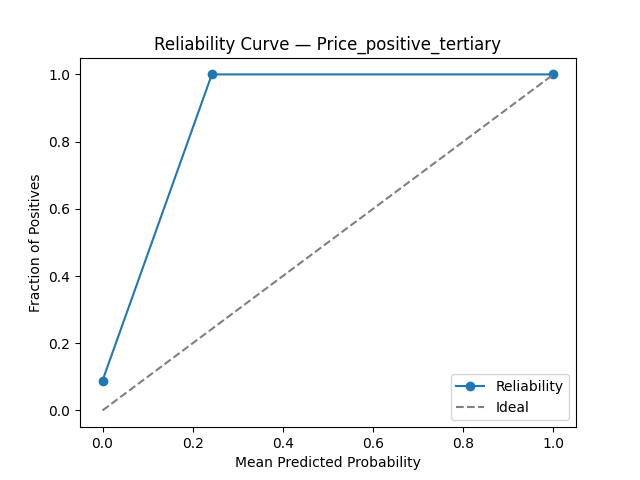 Reliability Curve — Price_positive_tertiary
1.0
0.8
0.6
0.4
0.2
0.0
Fraction of Positives
0.0 0.2 0.4 0.6 0.8 1.0
Mean Predicted Probability
Reliability
Ideal